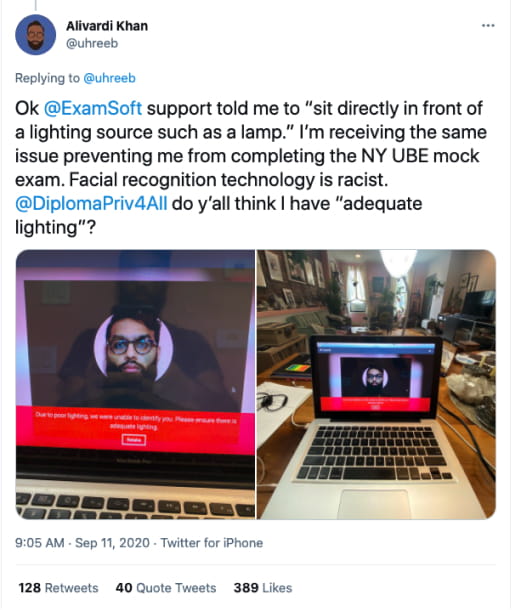 Alivardi Khan
@uhreeb
Replying to @uhreeb
Ok @ExamSoft support told me to “sit directly in front of
a lighting source such as a lamp.” I’m receiving the same
issue preventing me from completing the NY UBE mock
exam. Facial recognition technology is racist.
@DiplomaPriv4All do y’all think I have “adequate
lighting”?
Due to poor lighting, we were unable to identify you. Please ensure there is
adequate lighting.
Retake
9:05 AM · Sep 11, 2020 · Twitter for iPhone
128 Retweets 40 Quote Tweets 389 Likes